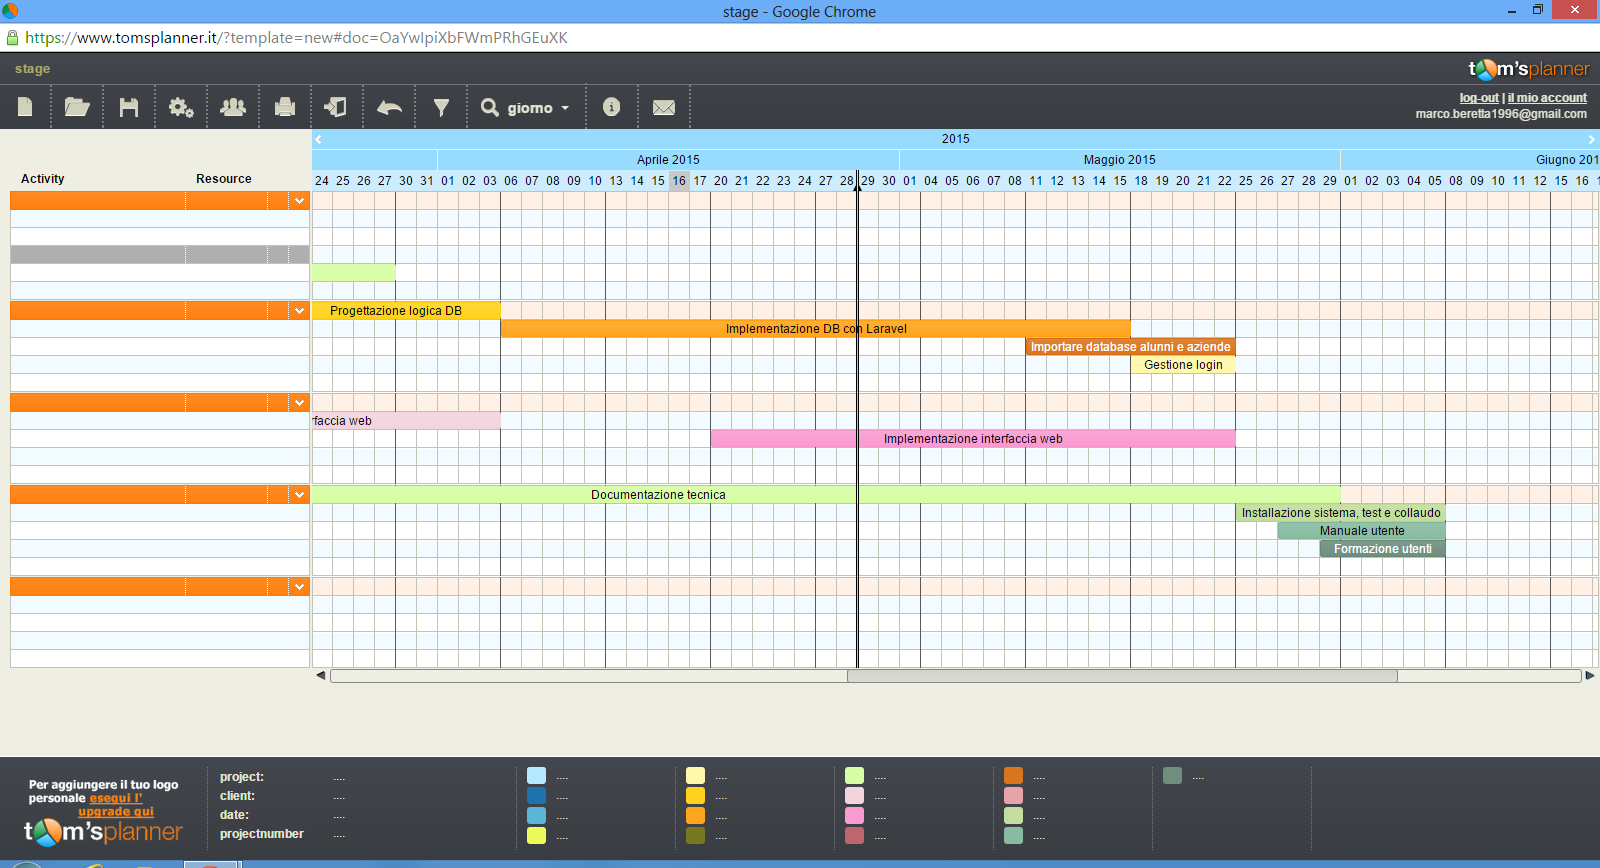 stage - Google Chrome
https://www.tomsplanner.it/?template=new#doc=OaYwIpiXbFWmPRhGEuXK
stage
tom'splanner
giorno
log-out | il mio account
marco.beretta1996@gmail.com
2015
Aprile 2015 Maggio 2015 Giugno 201
Activity Resource
24 25 26 27 30 31 01 02 03 06 07 08 09 10 13 14 15 16 17 20 21 22 23 24 27 28 29 30 01 04 05 06 07 08 11 12 13 14 15 18 19 20 21 22 25 26 27 28 29 01 02 03 04 05 08 09 10 11 12 15 16 1
Progettazione logica DB
Implementazione DB con Laravel
Importare database alunni e aziende
Gestione login
rfaccia web
Implementazione interfaccia web
Documentazione tecnica
Installazione sistema, test e collaudo
Manuale utente
Formazione utenti
Per aggiungere il tuo logo
personale esegui l'
upgrade qui
tom'splanner
project: ....
client: ....
date: ....
projectnumber ....
.... .... .... .... ....
.... .... .... ....
.... .... .... ....
.... .... .... ....